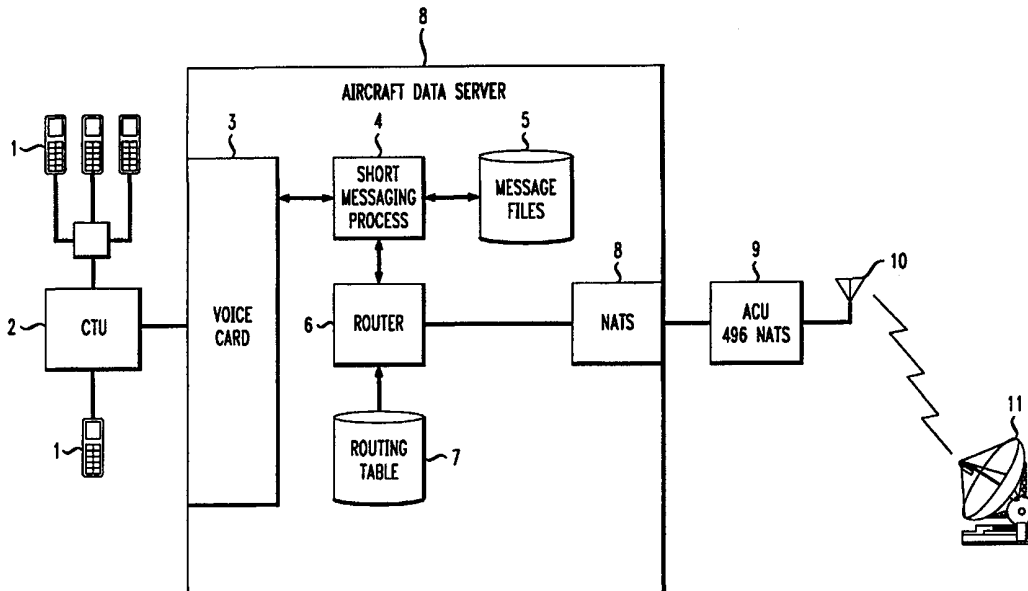 8
AIRCRAFT DATA SERVER
1
3
4
5
SHORT
MESSAGING
PROCESS
MESSAGE
FILES
2
CTU
VOICE
CARD
6
ROUTER
8
NATS
9
ACU
496 NATS
10
1
ROUTING
TABLE
7
11